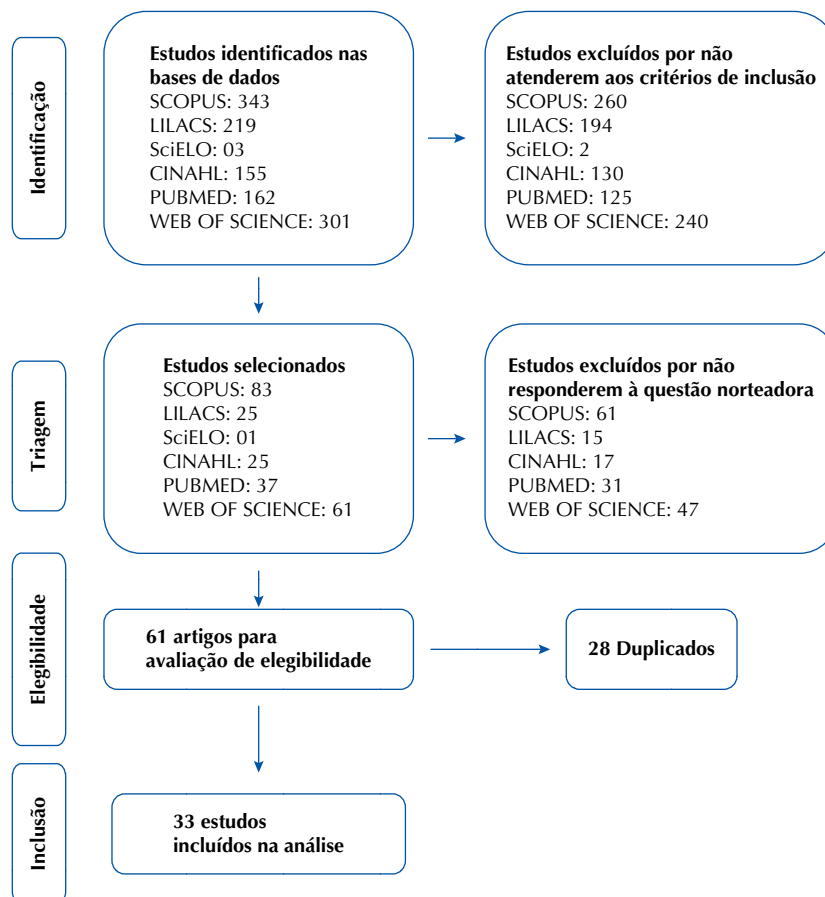 Identificação
Estudos identificados nas
bases de dados
SCOPUS: 343
LILACS: 219
SciELO: 03
CINAHL: 155
PUBMED: 162
WEB OF SCIENCE: 301
Estudos excluídos por não
atenderem aos critérios de inclusão
SCOPUS: 260
LILACS: 194
SciELO: 2
CINAHL: 130
PUBMED: 125
WEB OF SCIENCE: 240
Triagem
Estudos selecionados
SCOPUS: 83
LILACS: 25
SciELO: 01
CINAHL: 25
PUBMED: 37
WEB OF SCIENCE: 61
Estudos excluídos por não
responderem à questão norteadora
SCOPUS: 61
LILACS: 15
CINAHL: 17
PUBMED: 31
WEB OF SCIENCE: 47
Elegibilidade
61 artigos para
avaliação de elegibilidade
28 Duplicados
Inclusão
33 estudos
incluídos na análise